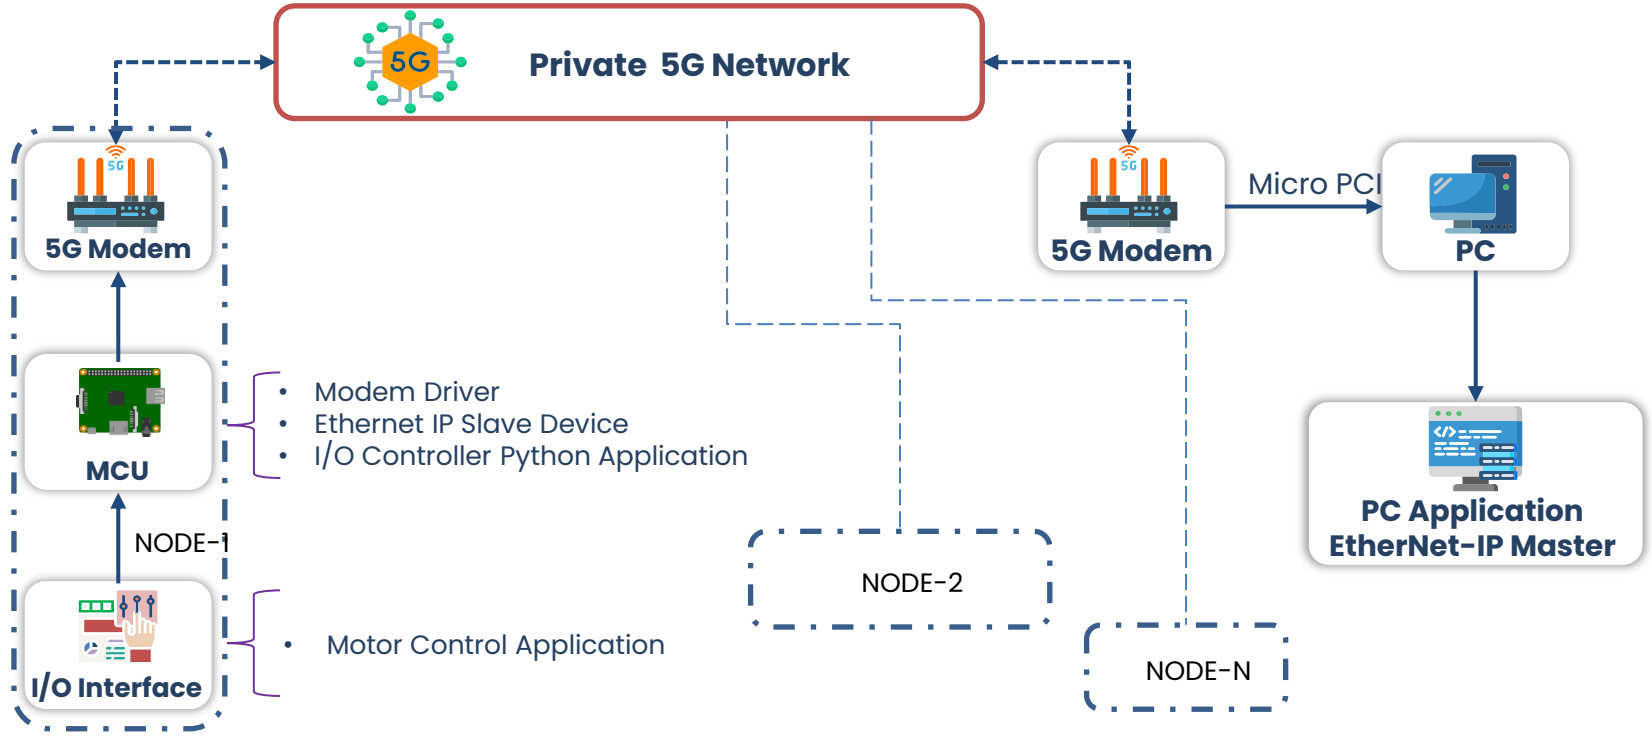 5G
Private 5G Network
5G
5G Modem
5G
5G Modem
Micro PCI
PC
MCU
• Modem Driver
• Ethernet IP Slave Device
• I/O Controller Python Application
</>
PC Application
EtherNet-IP Master
NODE-1
NODE-2
I/O Interface
• Motor Control Application
NODE-N